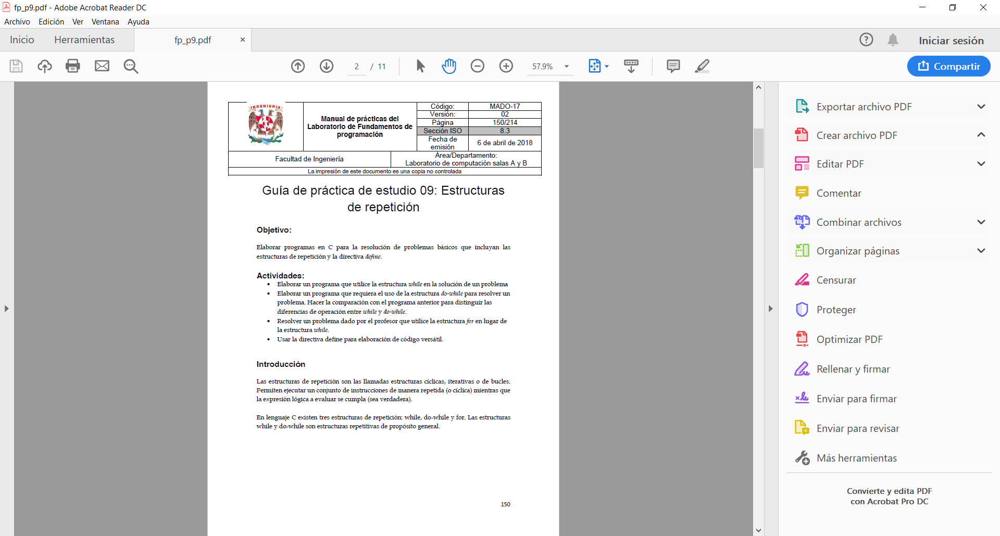 fp_p9.pdf - Adobe Acrobat Reader DC
Archivo Edición Ver Ventana Ayuda
Inicio Herramientas fp_p9.pdf Iniciar sesión
2 / 11 57.9% Compartir
INGENIERIA
Manual de prácticas del
Laboratorio de Fundamentos de
programación
Código: MADO-17
Versión: 02
Página 150/214
Sección ISO 8.3
Fecha de
emisión
6 de abril de 2018
Facultad de Ingeniería
Área/Departamento:
Laboratorio de computación salas A y B
La impresión de este documento es una copia no controlada
Guía de práctica de estudio 09: Estructuras
de repetición
Objetivo:
Elaborar programas en C para la resolución de problemas básicos que incluyan las
estructuras de repetición y la directiva define.
Actividades:
• Elaborar un programa que utilice la estructura while en la solución de un problema
• Elaborar un programa que requiera el uso de la estructura do-while para resolver un
problema. Hacer la comparación con el programa anterior para distinguir las
diferencias de operación entre while y do-while.
• Resolver un problema dado por el profesor que utilice la estructura for en lugar de
la estructura while.
• Usar la directiva define para elaboración de código versátil.
Introducción
Las estructuras de repetición son las llamadas estructuras cíclicas, iterativas o de bucles.
Permiten ejecutar un conjunto de instrucciones de manera repetida (o cíclica) mientras que
la expresión lógica a evaluar se cumpla (sea verdadera).
En lenguaje C existen tres estructuras de repetición: while, do-while y for. Las estructuras
while y do-while son estructuras repetitivas de propósito general.
150
Exportar archivo PDF
Crear archivo PDF
Editar PDF
Comentar
Combinar archivos
Organizar páginas
Censurar
Proteger
Optimizar PDF
Rellenar y firmar
Enviar para firmar
Enviar para revisar
Más herramientas
Convierte y edita PDF
con Acrobat Pro DC